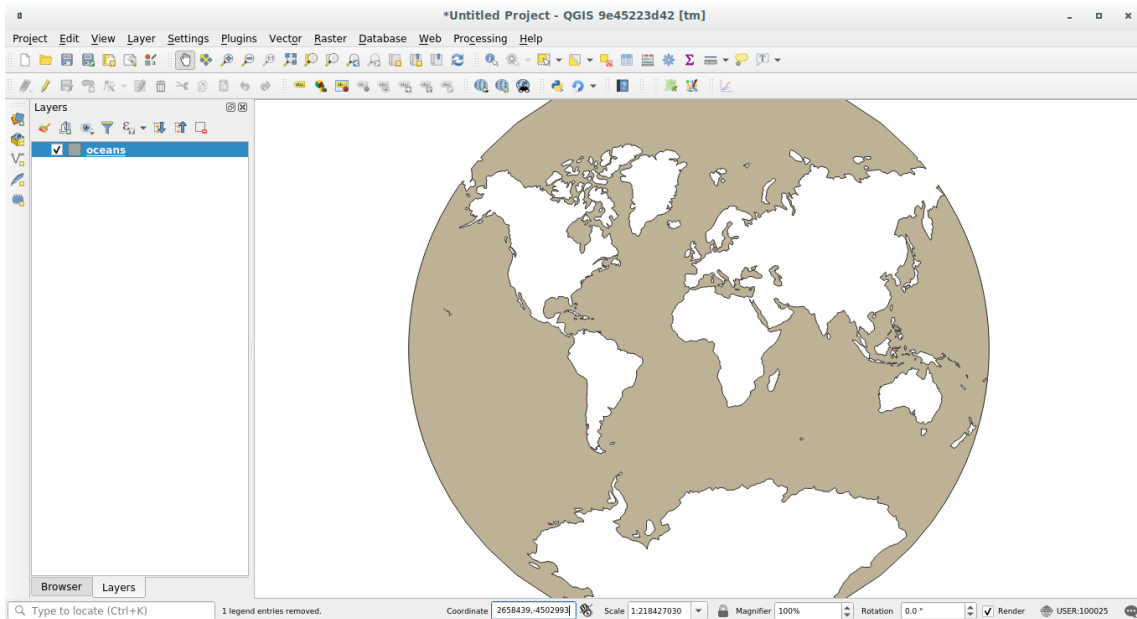 *Untitled Project - QGIS 9e45223d42 [tm]
Project Edit View Layer Settings Plugins Vector Raster Database Web Processing Help
Layers
oceans
Browser Layers
Type to locate (Ctrl+K) 1 legend entries removed. Coordinate 2658439,-4502993 Scale 1:218427030 Magnifier 100% Rotation 0.0 ° Render USER:100025